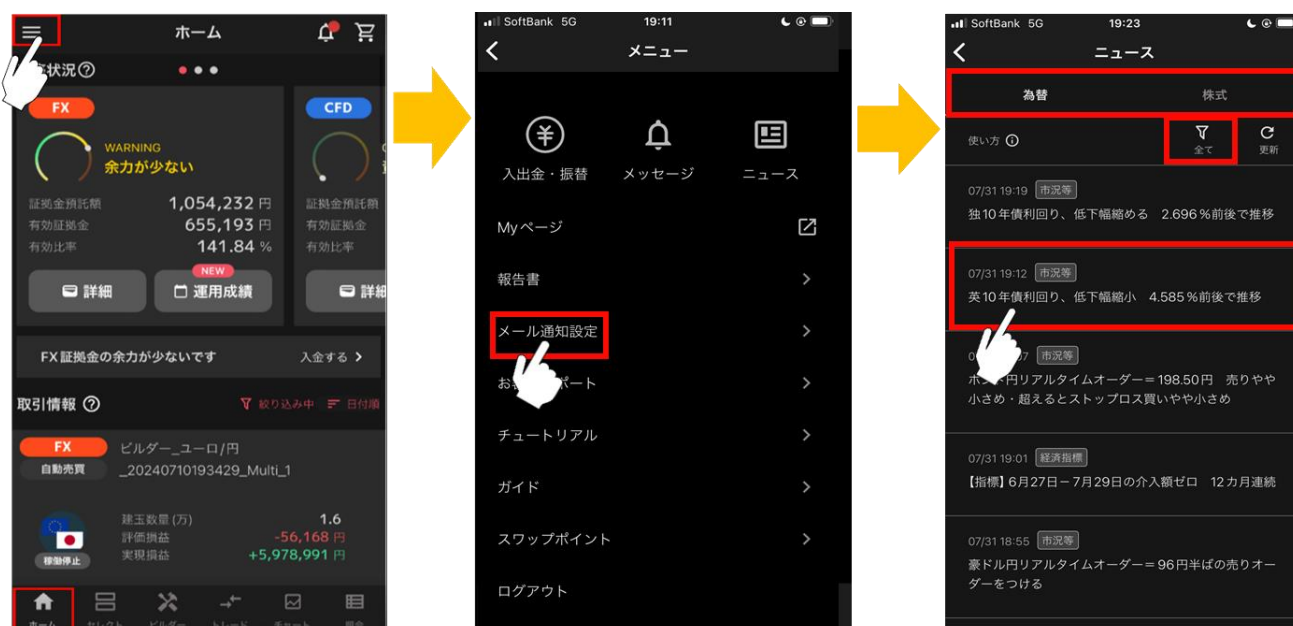 ホーム
状況?
FX
WARNING
余力が少ない
証拠金預託額 1,054,232 円
有効証拠金 655,193 円
有効比率 141.84 %
詳細
NEW
運用成績
CFD
証拠金預託額
有効証拠金
有効比率
詳細
FX証拠金の余力が少ないです 入金する >
取引情報 ?
絞り込み中 日付順
FX ビルダー_ユーロ/円
自動売買 _20240710193429_Multi_1
建玉数量(万) 1.6
評価損益 -56,168 円
実現損益 +5,978,991 円
稼働停止
SoftBank 5G 19:11
メニュー
¥
入出金・振替 メッセージ ニュース
Myページ
報告書 >
メール通知設定 >
ポート >
チュートリアル >
ガイド >
スワップポイント >
ログアウト
SoftBank 5G 19:23
ニュース
為替 株式
使い方
全て
更新
07/31 19:19 市況等
独10年債利回り、低下幅縮める 2.696%前後で推移
07/31 19:12 市況等
英10年債利回り、低下幅縮小 4.585%前後で推移
市況等
円リアルタイムオーダー=198.50円 売りやや
小さめ・超えるとストップロス買いやや小さめ
07/31 19:01 経済指標
【指標】6月27日-7月29日の介入額ゼロ 12カ月連続
07/31 18:55 市況等
豪ドル円リアルタイムオーダー=96円半ばの売りオー
ダーをつける